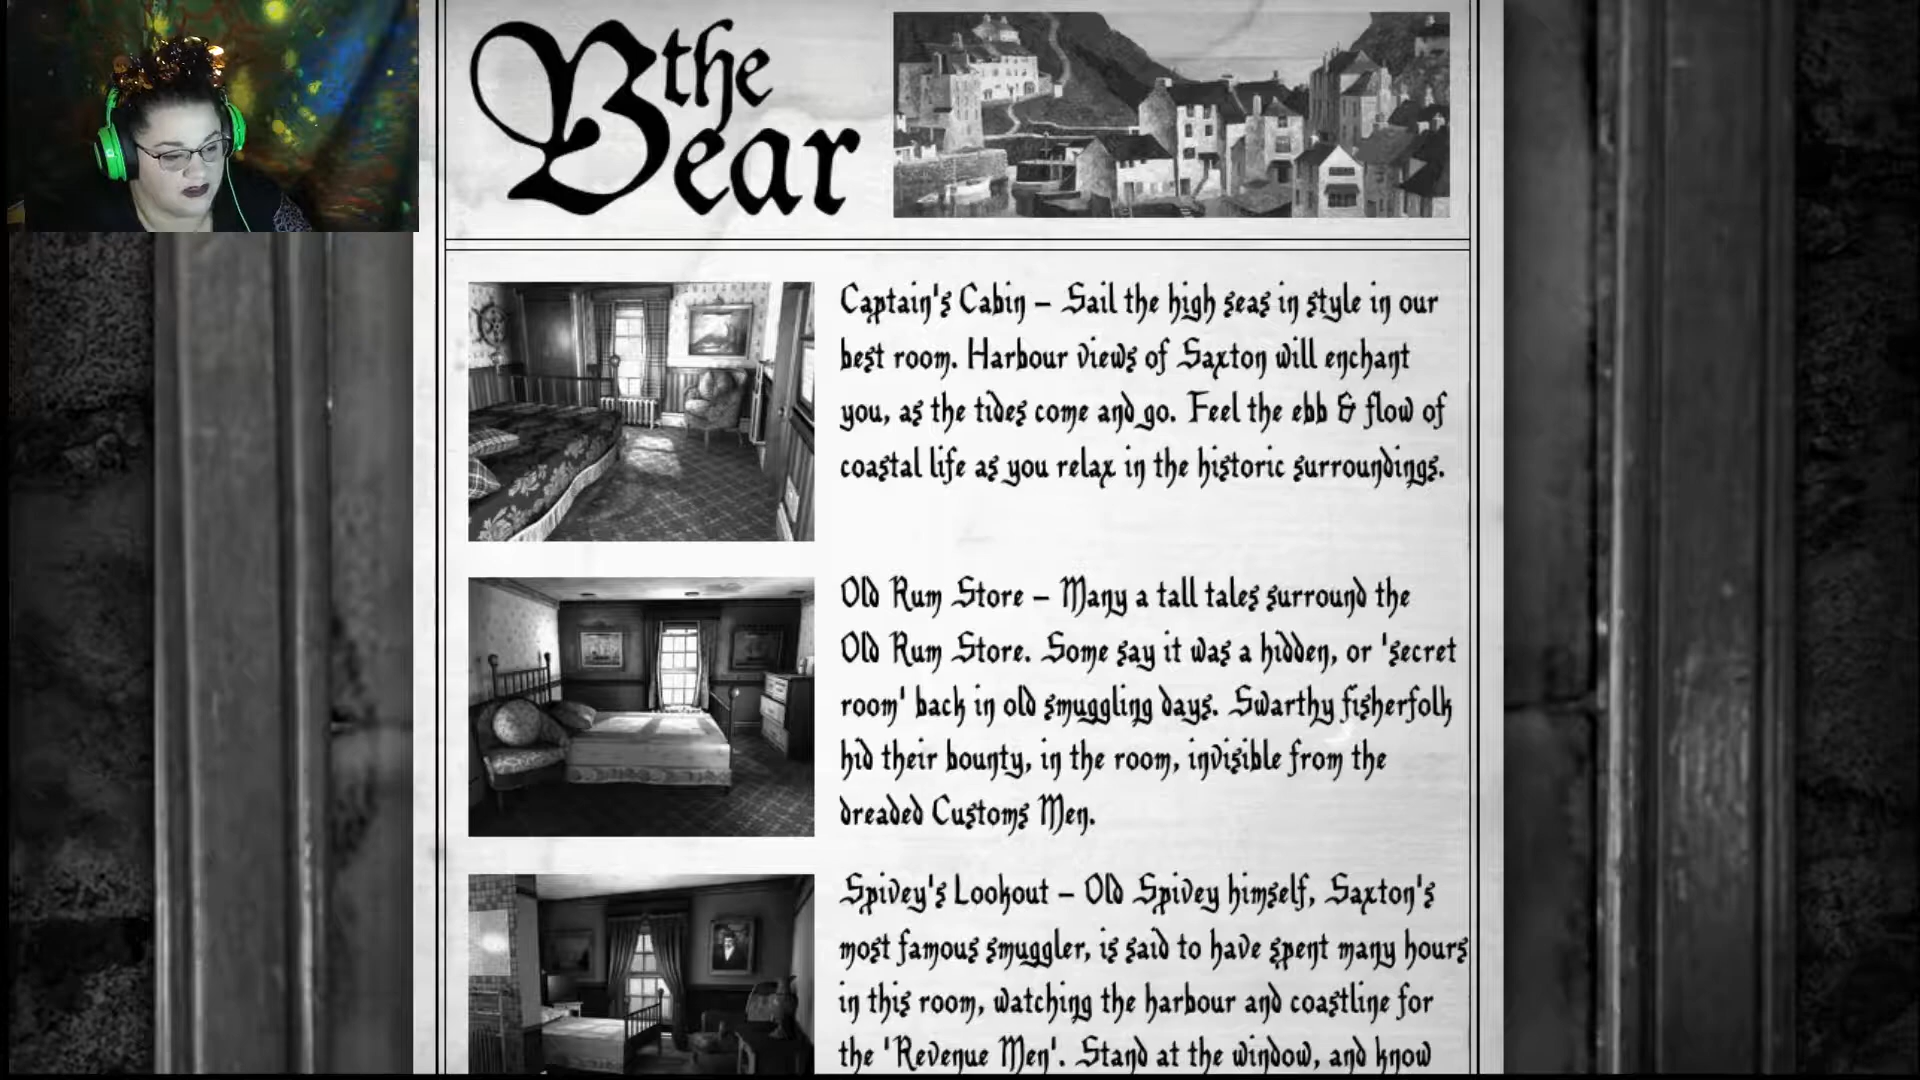 the
Bear
Captain's Cabin – Sail the high seas in style in our
best room. Harbour views of Saxton will enchant
you, as the tides come and go. Feel the ebb & flow of
coastal life as you relax in the historic surroundings.
Old Rum Store – Many a tall tales surround the
Old Rum Store. Some say it was a hidden, or 'secret
room' back in old smuggling days. Swarthy fisherfolk
hid their bounty, in the room, invisible from the
dreaded Customs Men.
Spivey's Lookout – Old Spivey himself, Saxton's
most famous smuggler, is said to have spent many hours
in this room, watching the harbour and coastline for
the 'Revenue Men'. Stand at the window, and know